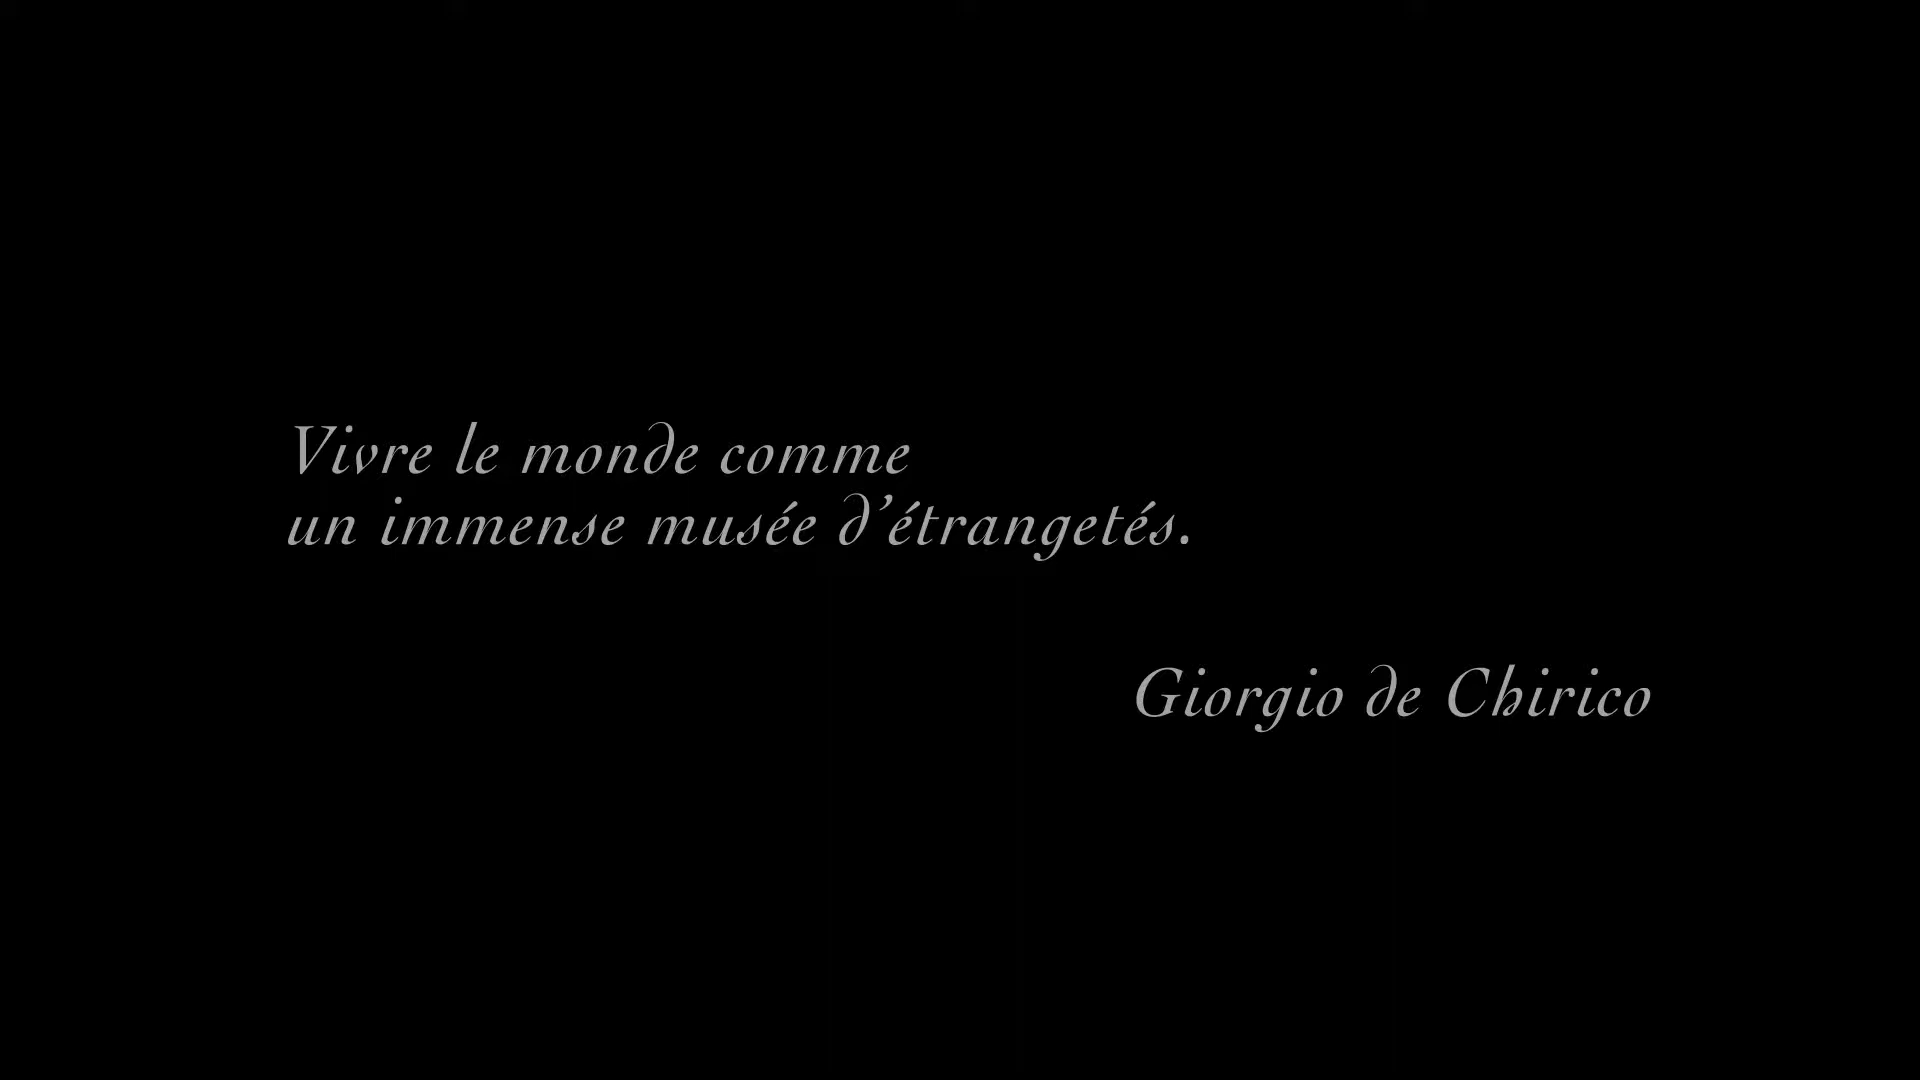 Vivre le monde comme
un immense musée d’étrangetés.
Giorgio de Chirico